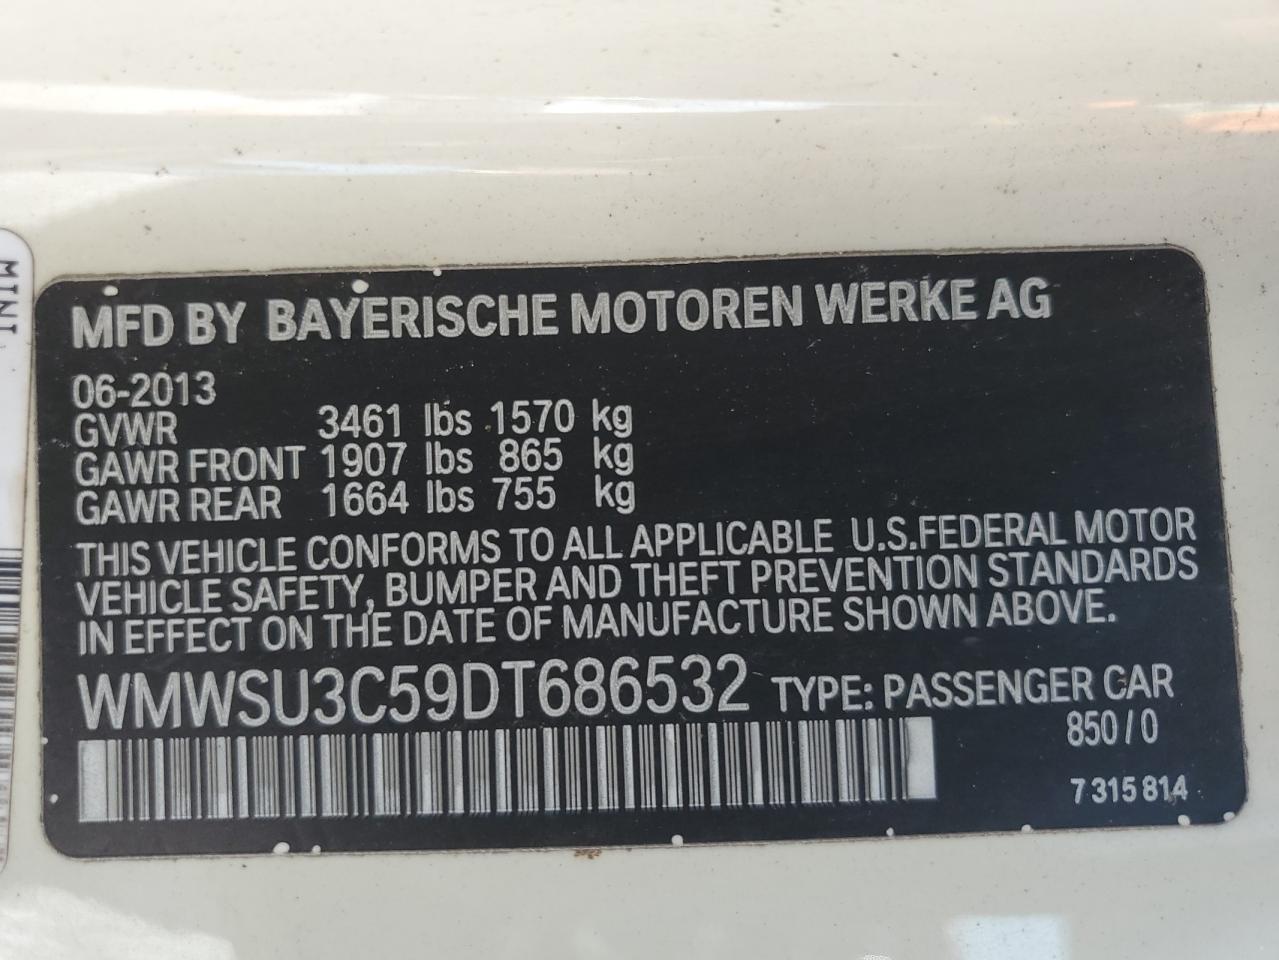 MINI
MFD BY BAYERISCHE MOTOREN WERKE AG
06-2013
GVWR 3461 lbs 1570 kg
GAWR FRONT 1907 lbs 865 kg
GAWR REAR 1664 lbs 755 kg
THIS VEHICLE CONFORMS TO ALL APPLICABLE U.S.FEDERAL MOTOR
VEHICLE SAFETY, BUMPER AND THEFT PREVENTION STANDARDS
IN EFFECT ON THE DATE OF MANUFACTURE SHOWN ABOVE.
WMWSU3C59DT686532 TYPE: PASSENGER CAR
850/0
7 315 814